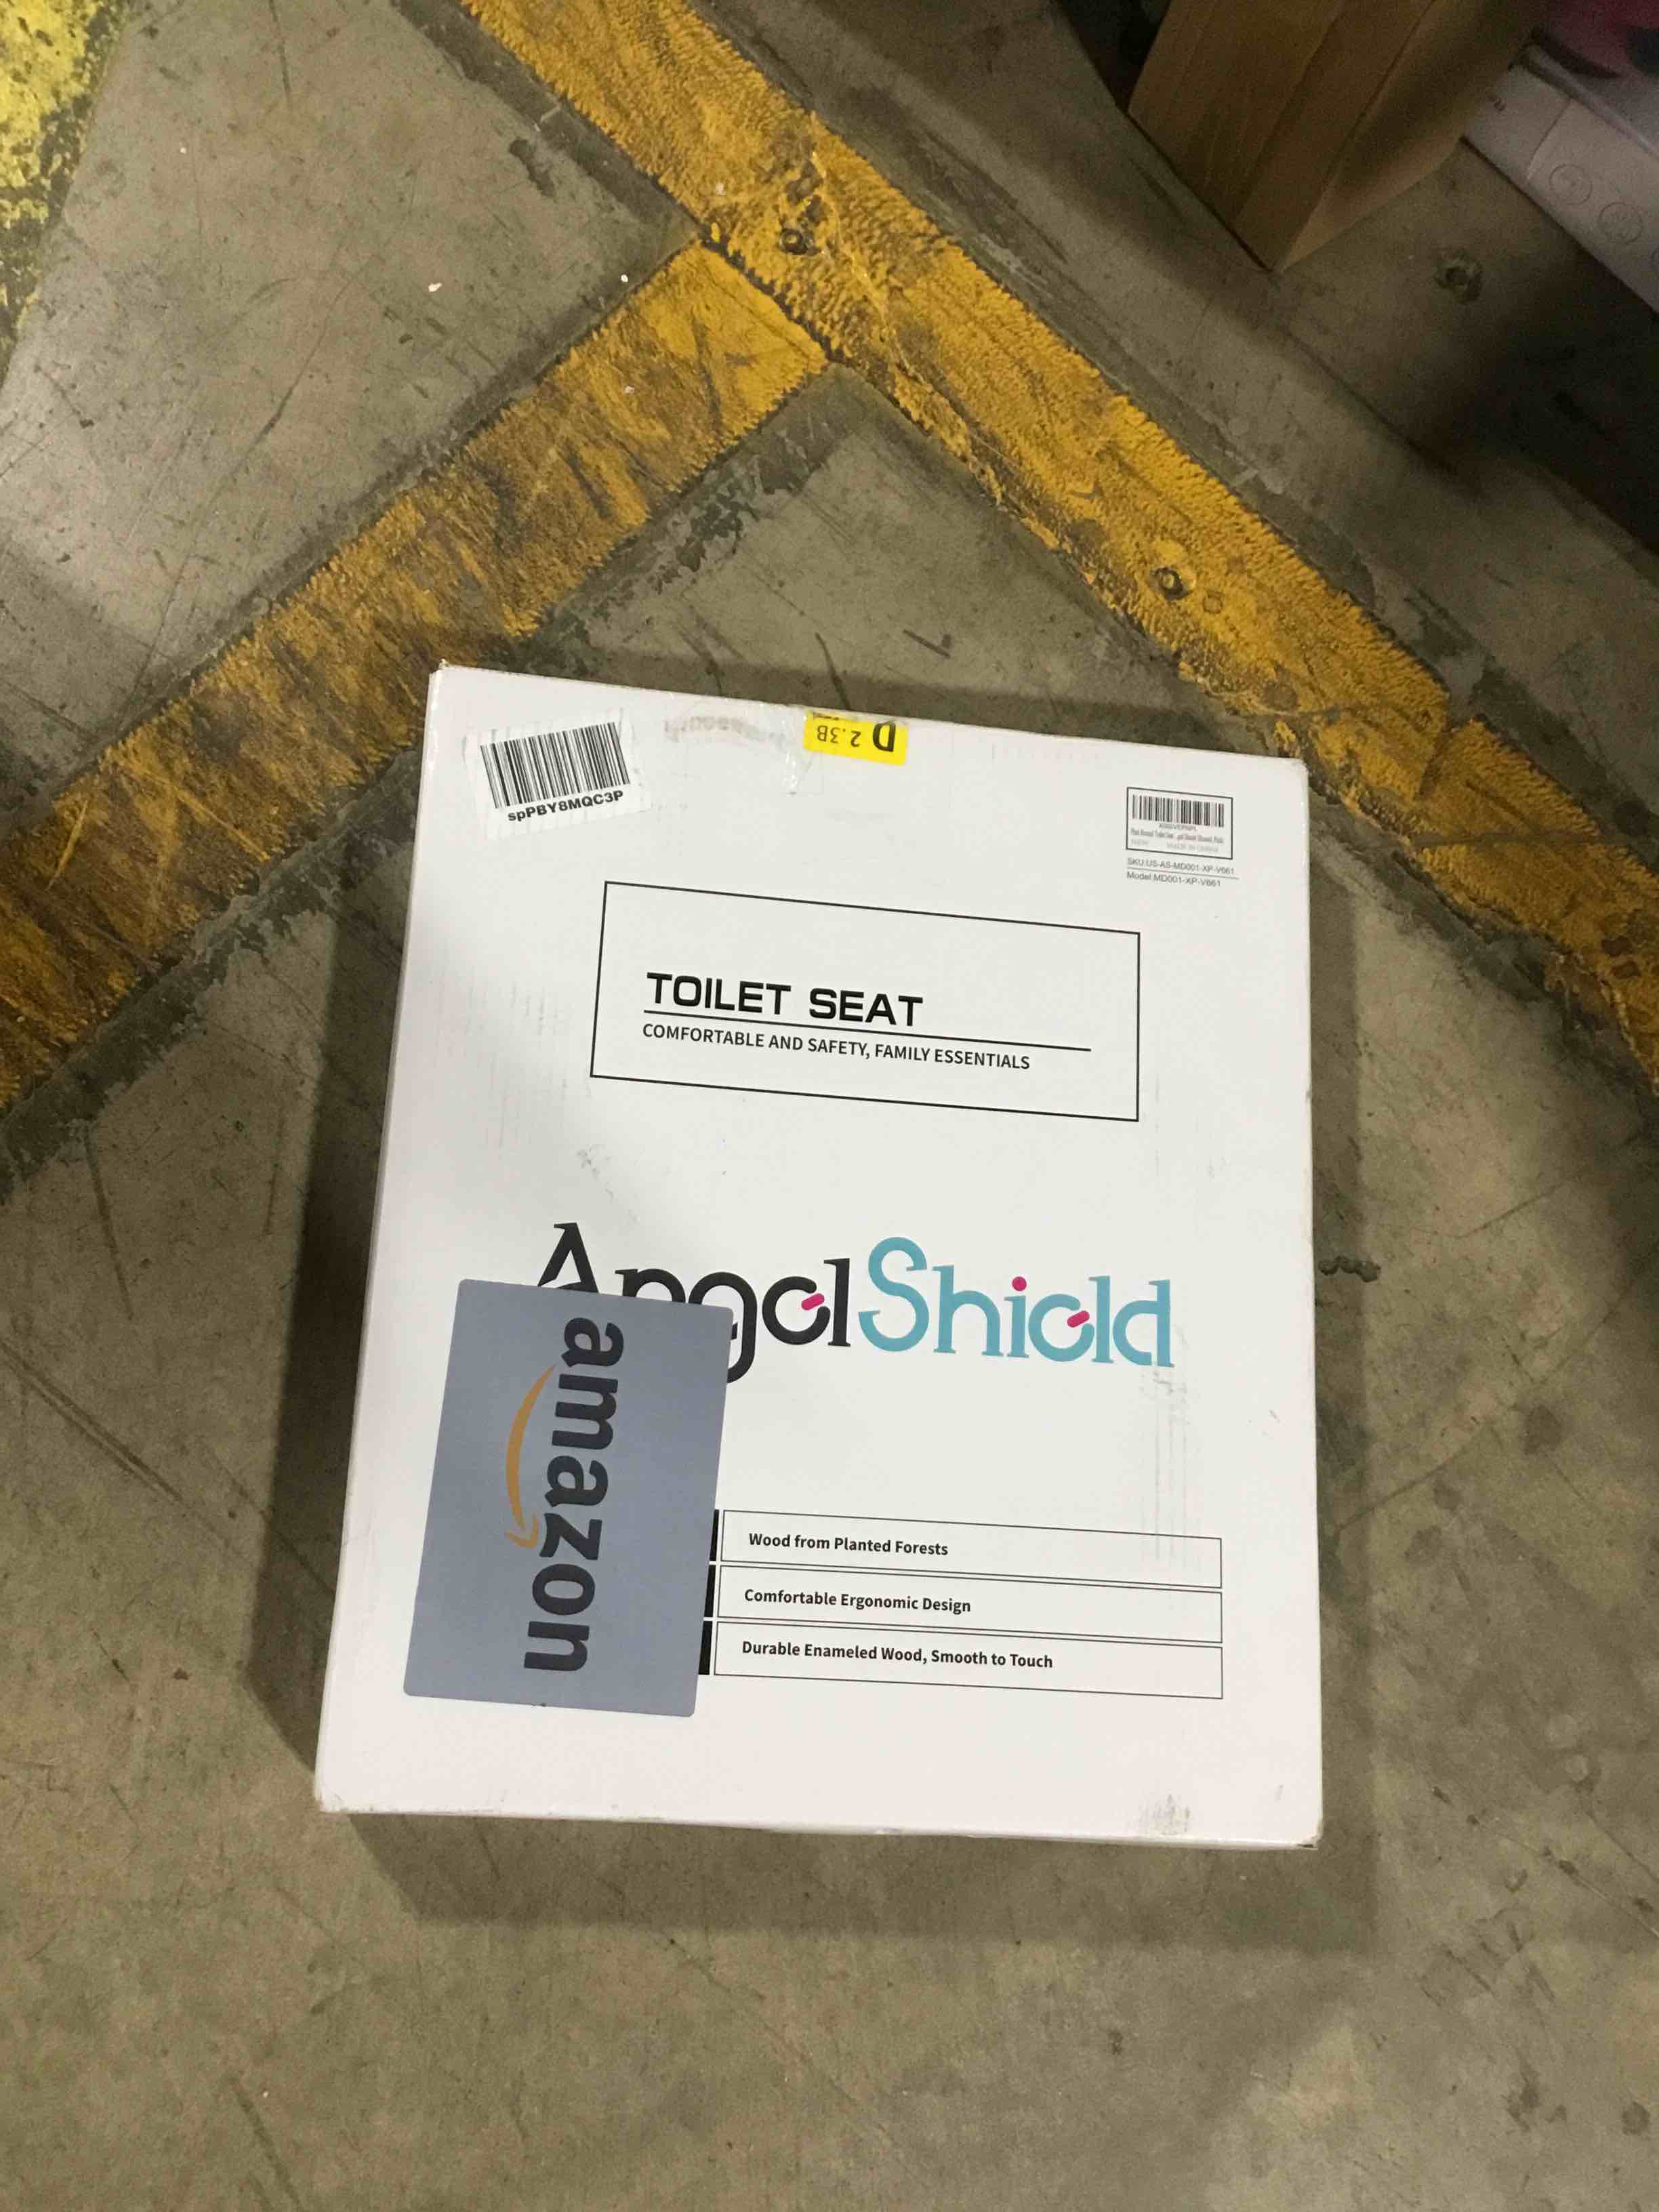 D 2.3B
spPBY8MQC3P
SKU:US-AS-MD001-XP-V661
Model:MD001-XP-V661
TOILET SEAT
COMFORTABLE AND SAFETY, FAMILY ESSENTIALS
AngelShield
amazon
Wood from Planted Forests
Comfortable Ergonomic Design
Durable Enameled Wood, Smooth to Touch